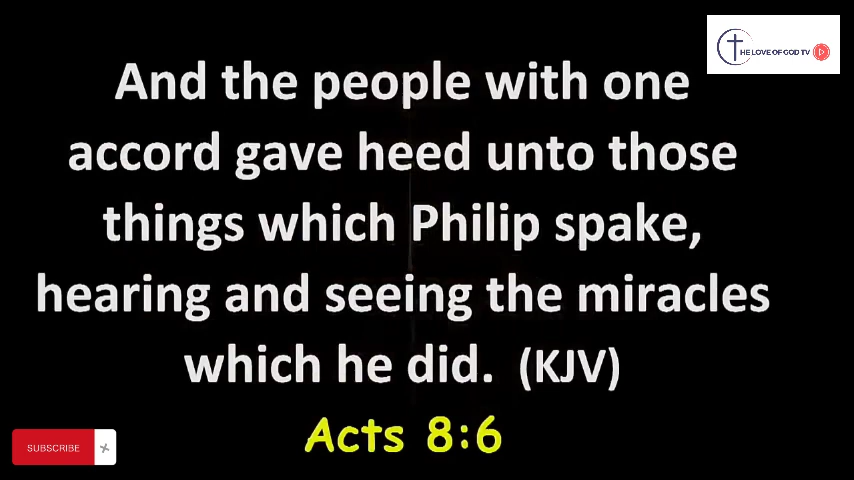 And the people with one
accord gave heed unto those
things which Philip spake,
hearing and seeing the miracles
which he did. (KJV)
Acts 8:6
THE LOVE OF GOD TV
SUBSCRIBE